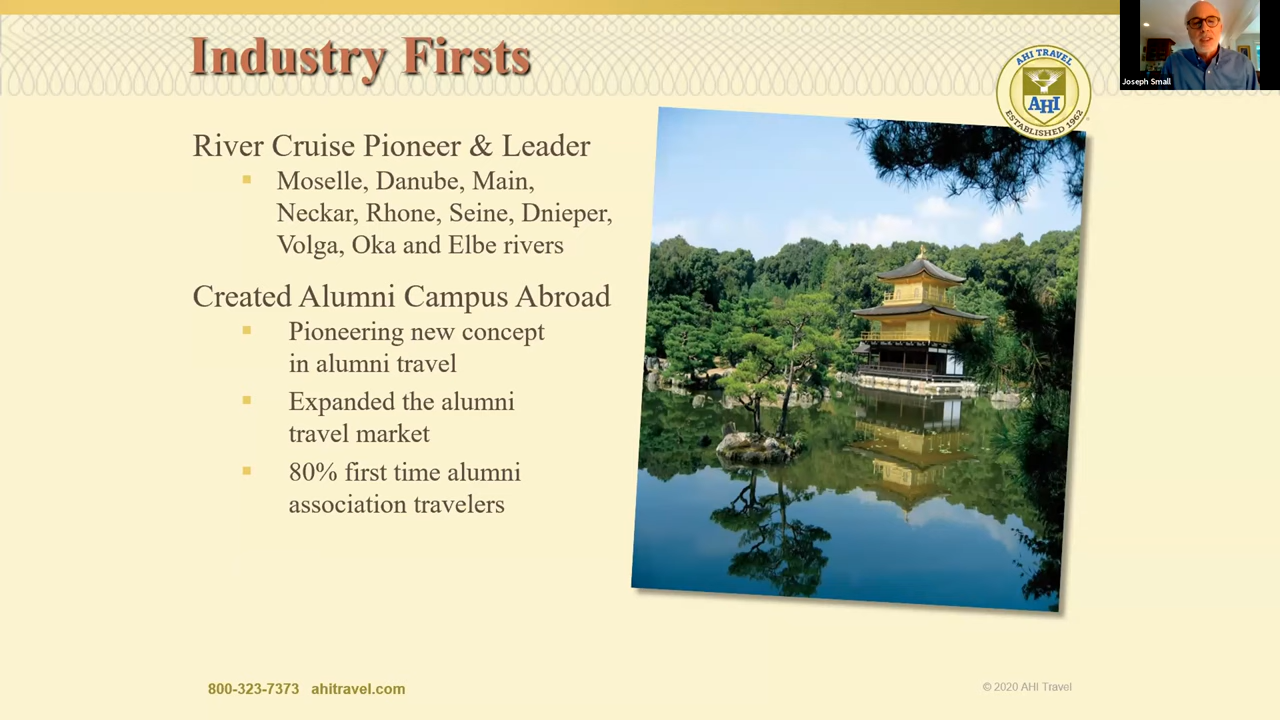 Industry Firsts
AHI TRAVEL
AHI
ESTABLISHED 1962
Joseph Small
River Cruise Pioneer & Leader
Moselle, Danube, Main,
Neckar, Rhone, Seine, Dnieper,
Volga, Oka and Elbe rivers
Created Alumni Campus Abroad
Pioneering new concept
in alumni travel
Expanded the alumni
travel market
80% first time alumni
association travelers
800-323-7373 ahitravel.com
© 2020 AHI Travel